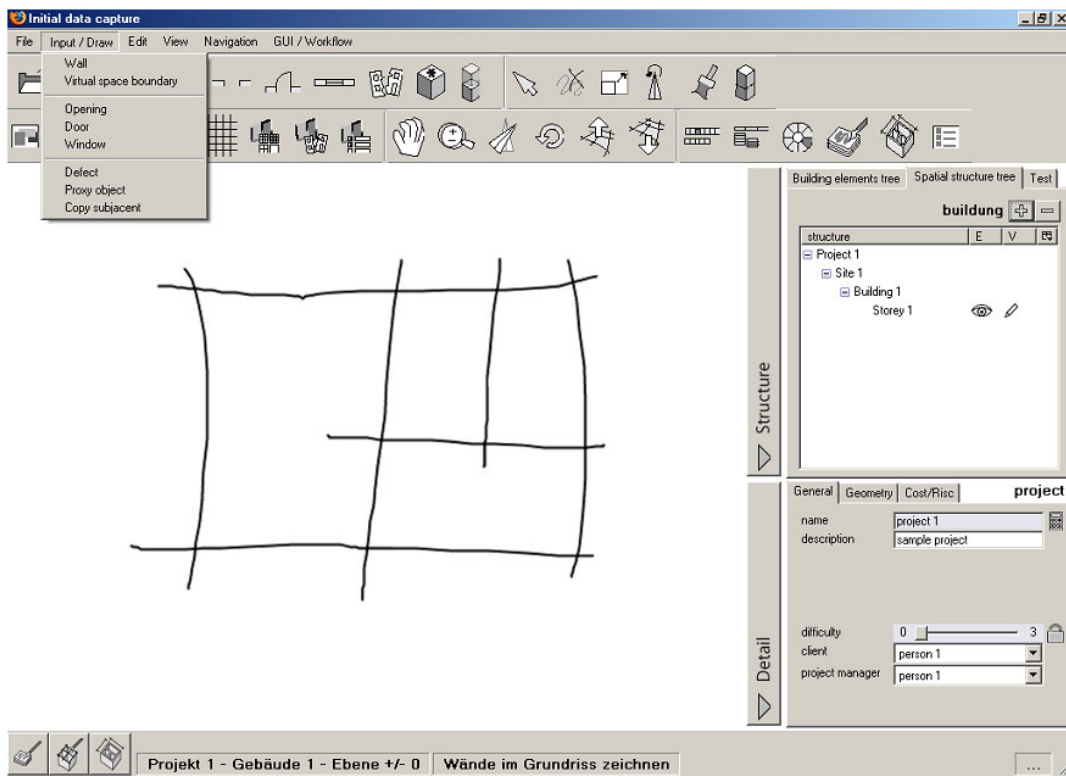 Initial data capture
File Input / Draw Edit View Navigation GUI / Workflow
Wall
Virtual space boundary
Opening
Door
Window
Defect
Proxy object
Copy subjacent
Structure
Building elements tree Spatial structure tree Test
buildung
structure E V
Project 1
Site 1
Building 1
Storey 1
Detail
General Geometry Cost/Risc project
name project 1
description sample project
difficulty 0 3
client person 1
project manager person 1
Projekt 1 - Gebäude 1 - Ebene +/- 0 Wände im Grundriss zeichnen ...